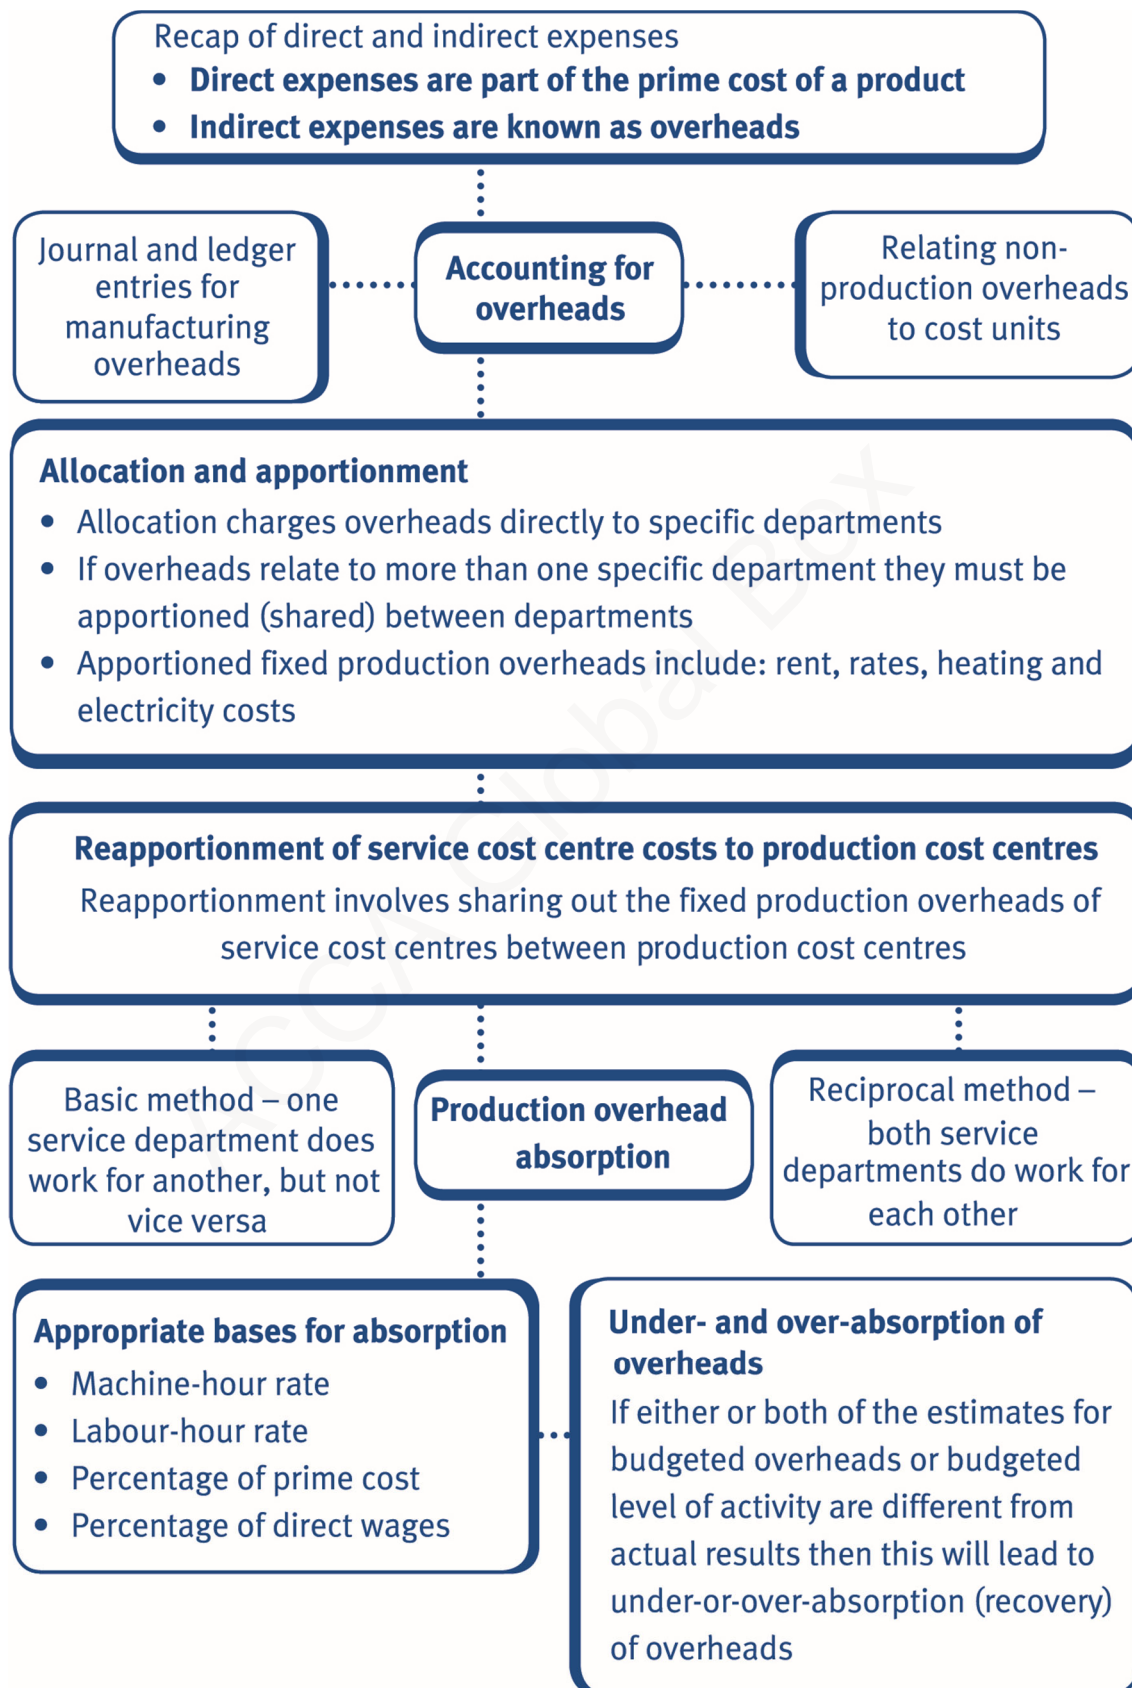 Recap of direct and indirect expenses
• Direct expenses are part of the prime cost of a product
• Indirect expenses are known as overheads
Journal and ledger
entries for
manufacturing
overheads
Accounting for
overheads
Relating non-
production overheads
to cost units
Allocation and apportionment
• Allocation charges overheads directly to specific departments
• If overheads relate to more than one specific department they must be
apportioned (shared) between departments
• Apportioned fixed production overheads include: rent, rates, heating and
electricity costs
Reapportionment of service cost centre costs to production cost centres
Reapportionment involves sharing out the fixed production overheads of
service cost centres between production cost centres
Basic method – one
service department does
work for another, but not
vice versa
Production overhead
absorption
Reciprocal method –
both service
departments do work for
each other
Appropriate bases for absorption
• Machine-hour rate
• Labour-hour rate
• Percentage of prime cost
• Percentage of direct wages
Under- and over-absorption of
overheads
If either or both of the estimates for
budgeted overheads or budgeted
level of activity are different from
actual results then this will lead to
under-or-over-absorption (recovery)
of overheads
ACCA Global Box